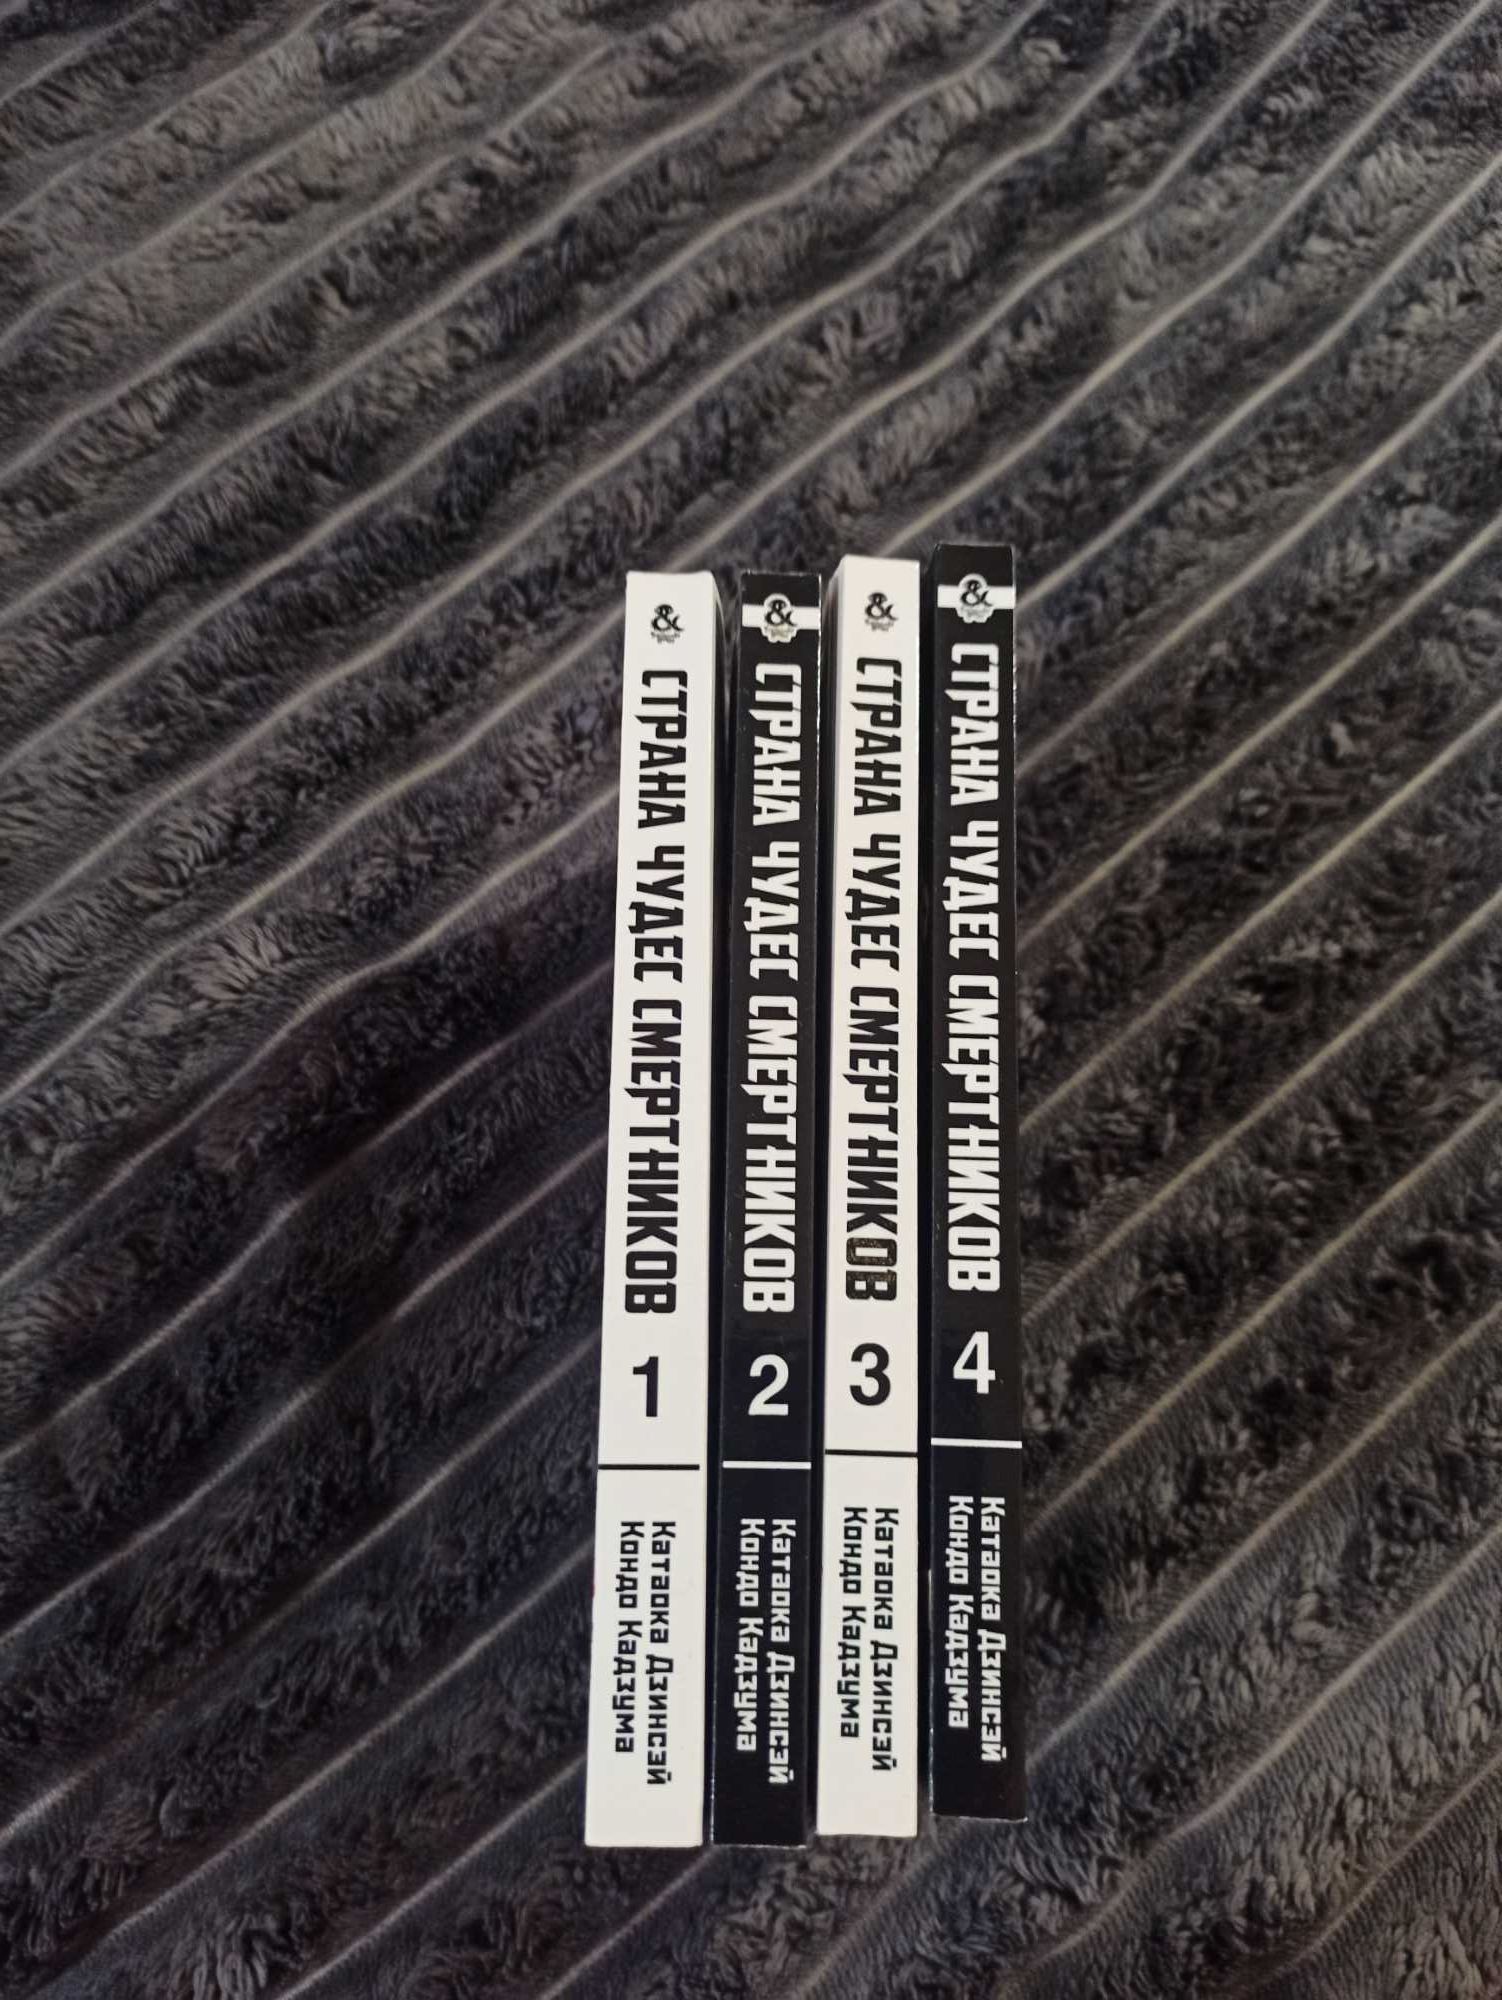 &
СТРАНА ЧУДЕС СМЕРТНИКОВ
1
Катаока Дзинсэй
Кондо Кадзума
&
СТРАНА ЧУДЕС СМЕРТНИКОВ
2
Катаока Дзинсэй
Кондо Кадзума
&
СТРАНА ЧУДЕС СМЕРТНИКОВ
3
Катаока Дзинсэй
Кондо Кадзума
&
СТРАНА ЧУДЕС СМЕРТНИКОВ
4
Катаока Дзинсэй
Кондо Кадзума